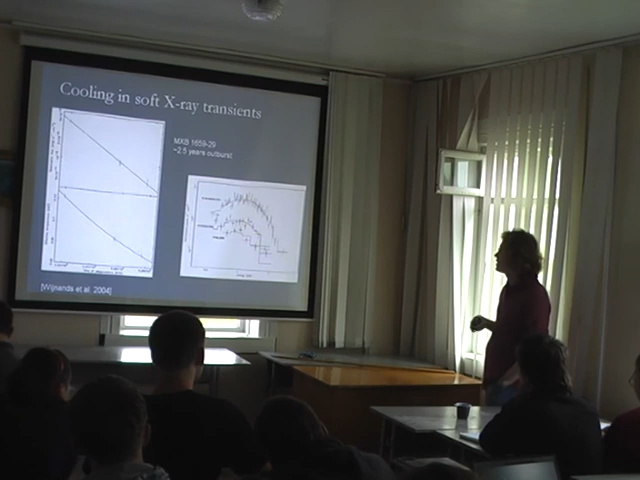 Cooling in soft X-ray transients
MXB 1659-29
~2.5 years outburst
[Wijnands et al. 2004]